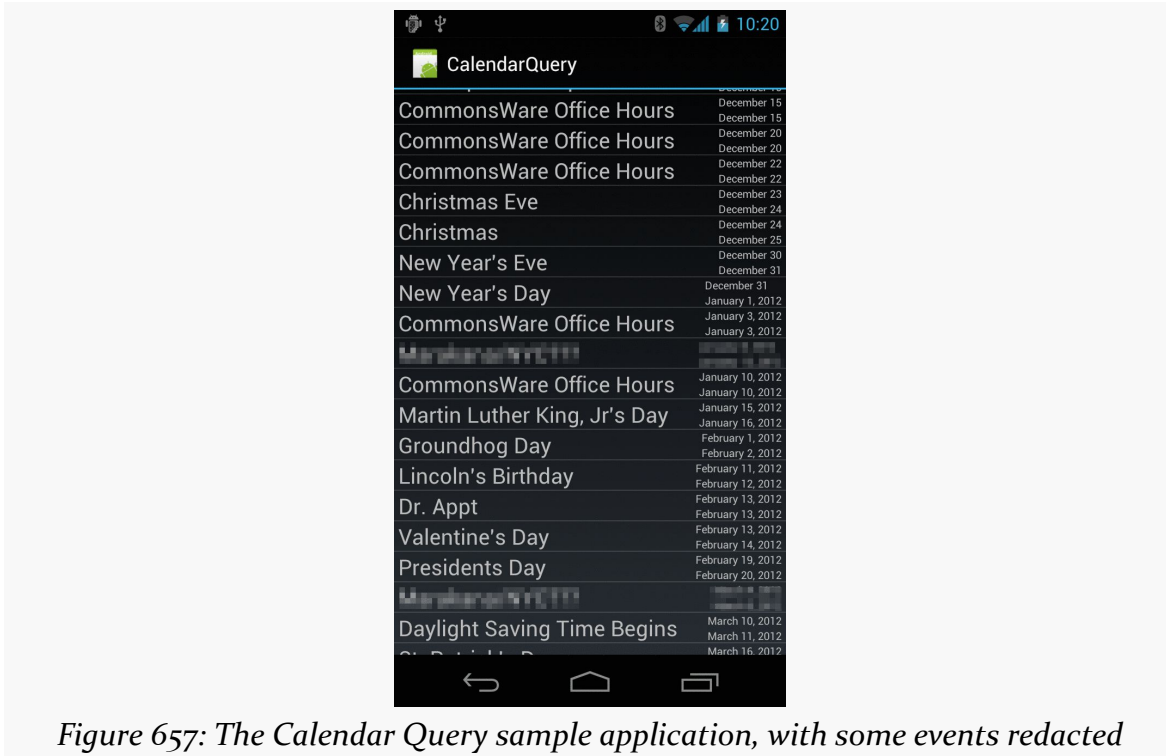 10:20
CalendarQuery
CommonsWare Office Hours
December 15
December 15
CommonsWare Office Hours
December 20
December 20
CommonsWare Office Hours
December 22
December 22
Christmas Eve
December 23
December 24
Christmas
December 24
December 25
New Year's Eve
December 30
December 31
New Year's Day
December 31
January 1, 2012
CommonsWare Office Hours
January 3, 2012
January 3, 2012
CommonsWare Office Hours
January 10, 2012
January 10, 2012
Martin Luther King, Jr's Day
January 15, 2012
January 16, 2012
Groundhog Day
February 1, 2012
February 2, 2012
Lincoln's Birthday
February 11, 2012
February 12, 2012
Dr. Appt
February 13, 2012
February 13, 2012
Valentine's Day
February 13, 2012
February 14, 2012
Presidents Day
February 19, 2012
February 20, 2012
Daylight Saving Time Begins
March 10, 2012
March 11, 2012
March 16, 2012
Figure 657: The Calendar Query sample application, with some events redacted